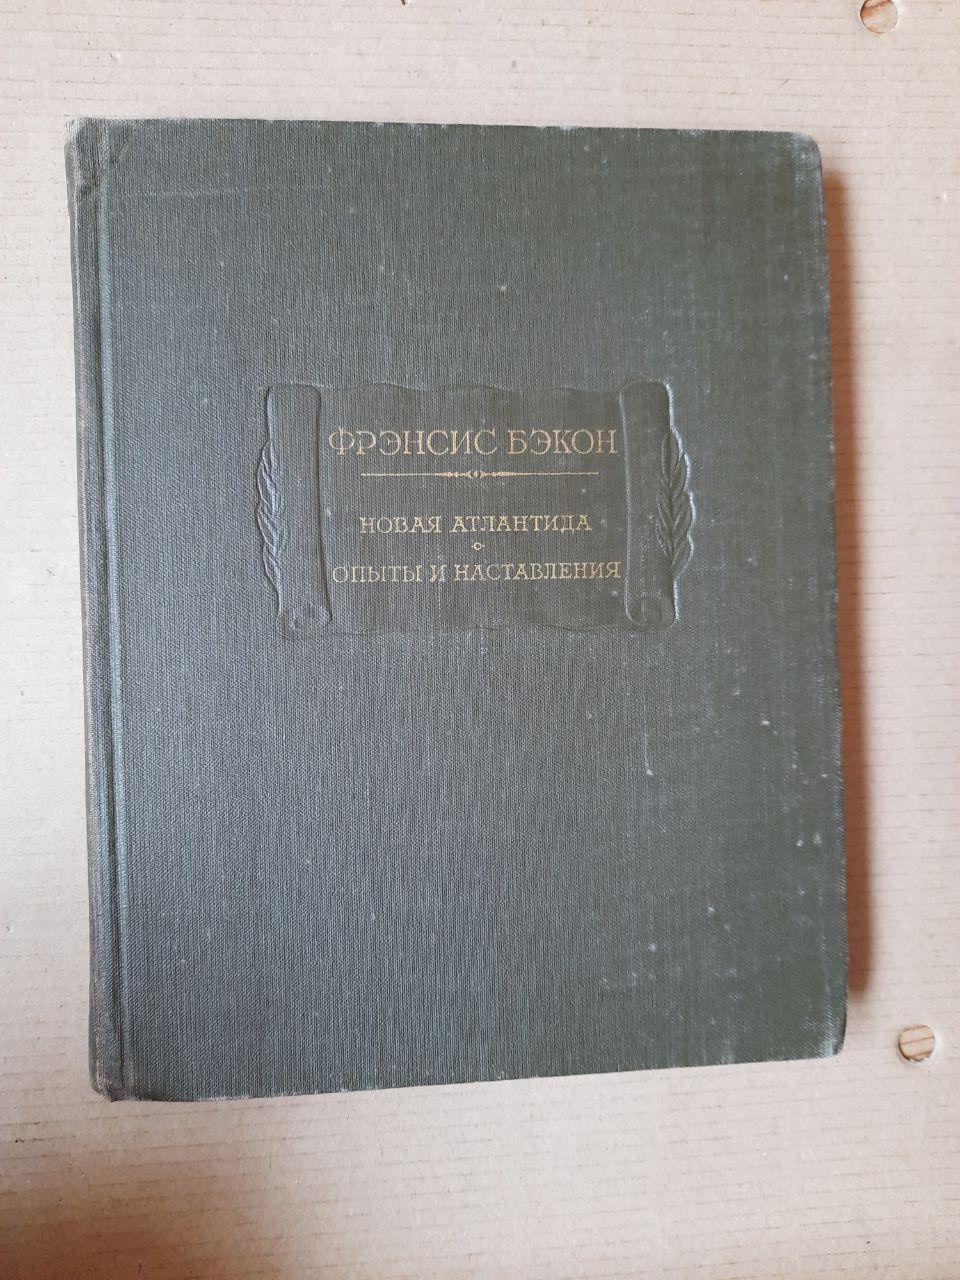 ФРЭНСИС БЭКОН
НОВАЯ АТЛАНТИДА
ОПЫТЫ И НАСТАВЛЕНИЯ